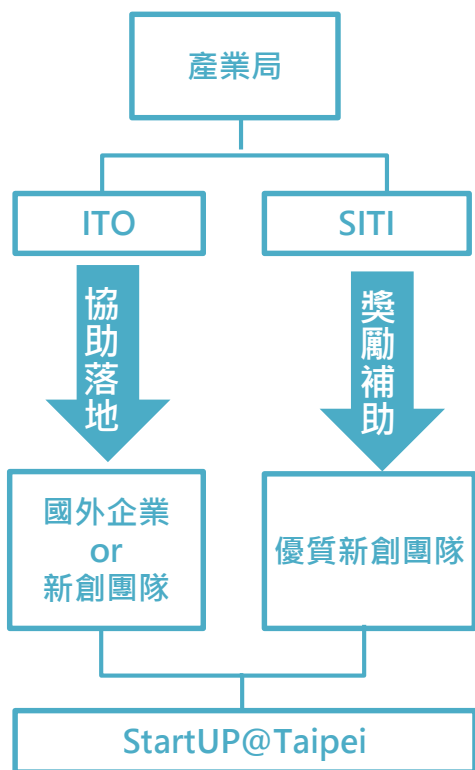 產業局
ITO
SITI
協助落地
獎勵補助
國外企業
or
新創團隊
優質新創團隊
StartUP@Taipei